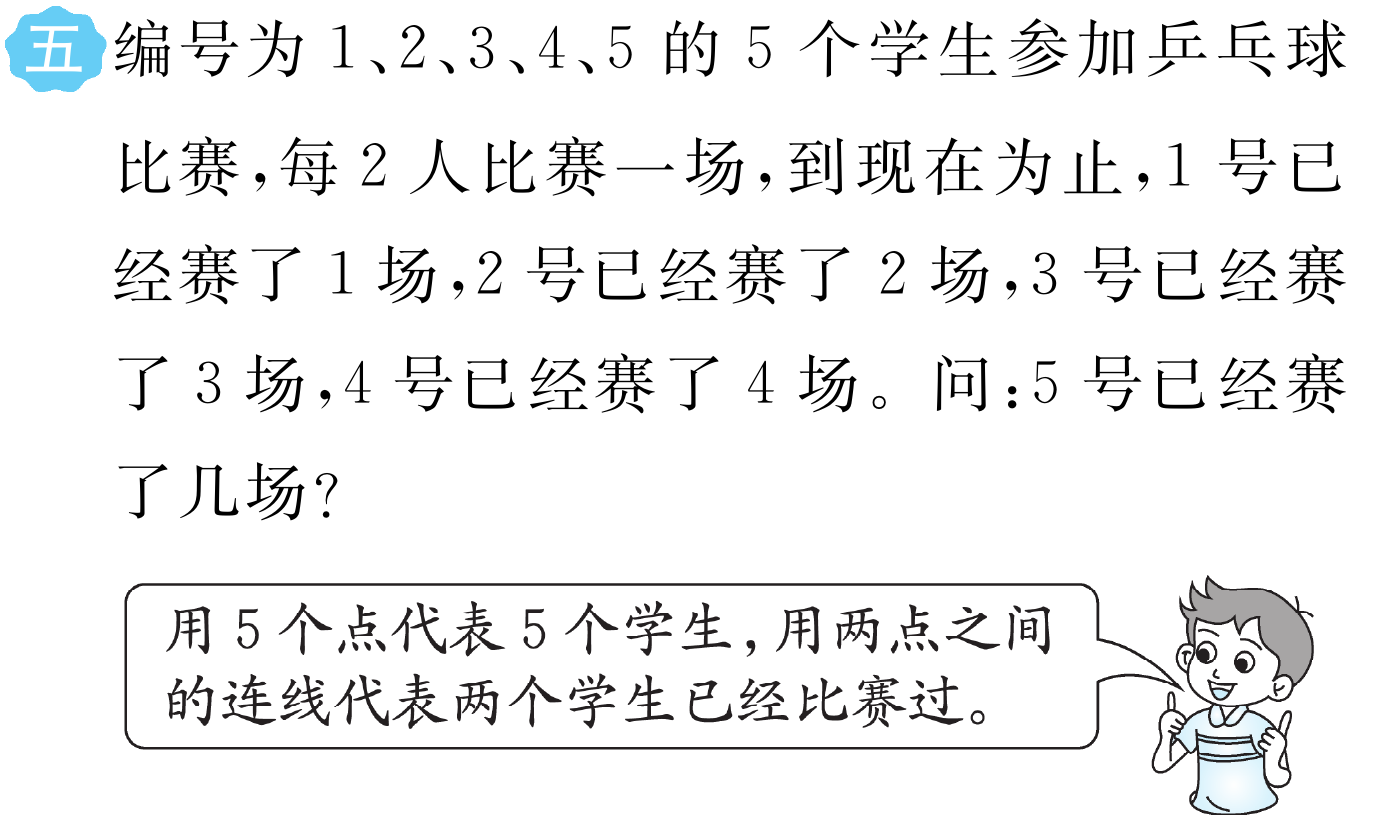 五 编号为 1、2、3、4、5 的 5 个学生参加乒乓球
比赛,每 2 人比赛一场,到现在为止,1 号已
经赛了 1 场,2 号已经赛了 2 场,3 号已经赛
了 3 场,4 号已经赛了 4 场。问:5 号已经赛
了几场?
用 5 个点代表 5 个学生,用两点之间
的连线代表两个学生已经比赛过。